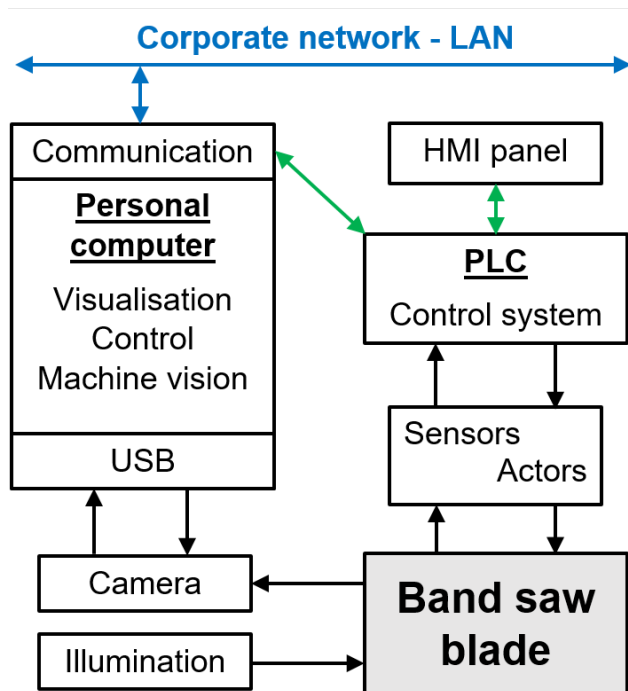 Corporate network - LAN
Communication
Personal
computer
Visualisation
Control
Machine vision
USB
Camera
Illumination
HMI panel
PLC
Control system
Sensors
Actors
Band saw
blade